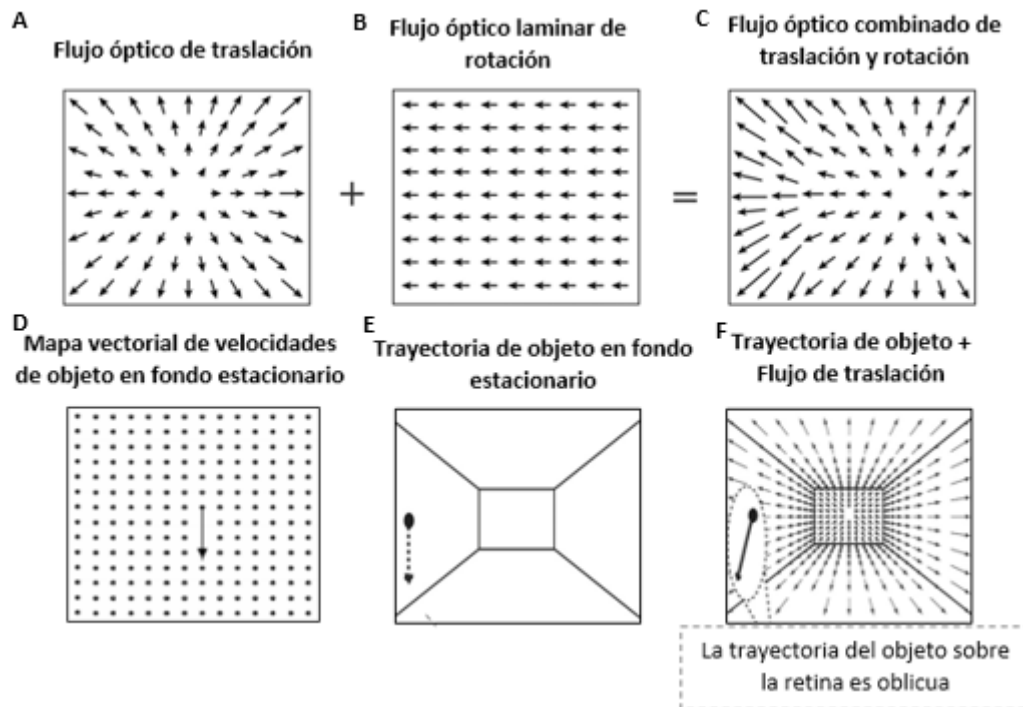 A
Flujo óptico de traslación
B
Flujo óptico laminar de
rotación
C
Flujo óptico combinado de
traslación y rotación
+
=
D
Mapa vectorial de velocidades
de objeto en fondo estacionario
E
Trayectoria de objeto en fondo
estacionario
F
Trayectoria de objeto +
Flujo de traslación
La trayectoria del objeto sobre
la retina es oblicua